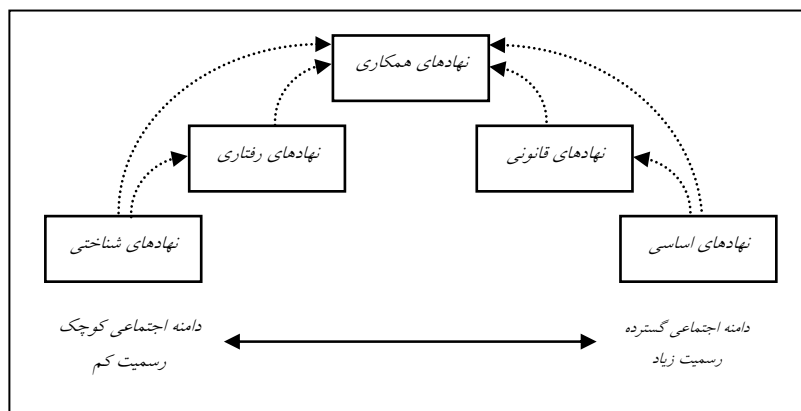 نهادهای همکاری
نهادهای قانونی
نهادهای رفتاری
نهادهای اساسی
نهادهای شناختی
دامنه اجتماعی گسترده
رسمیت زیاد
دامنه اجتماعی کوچک
رسمیت کم